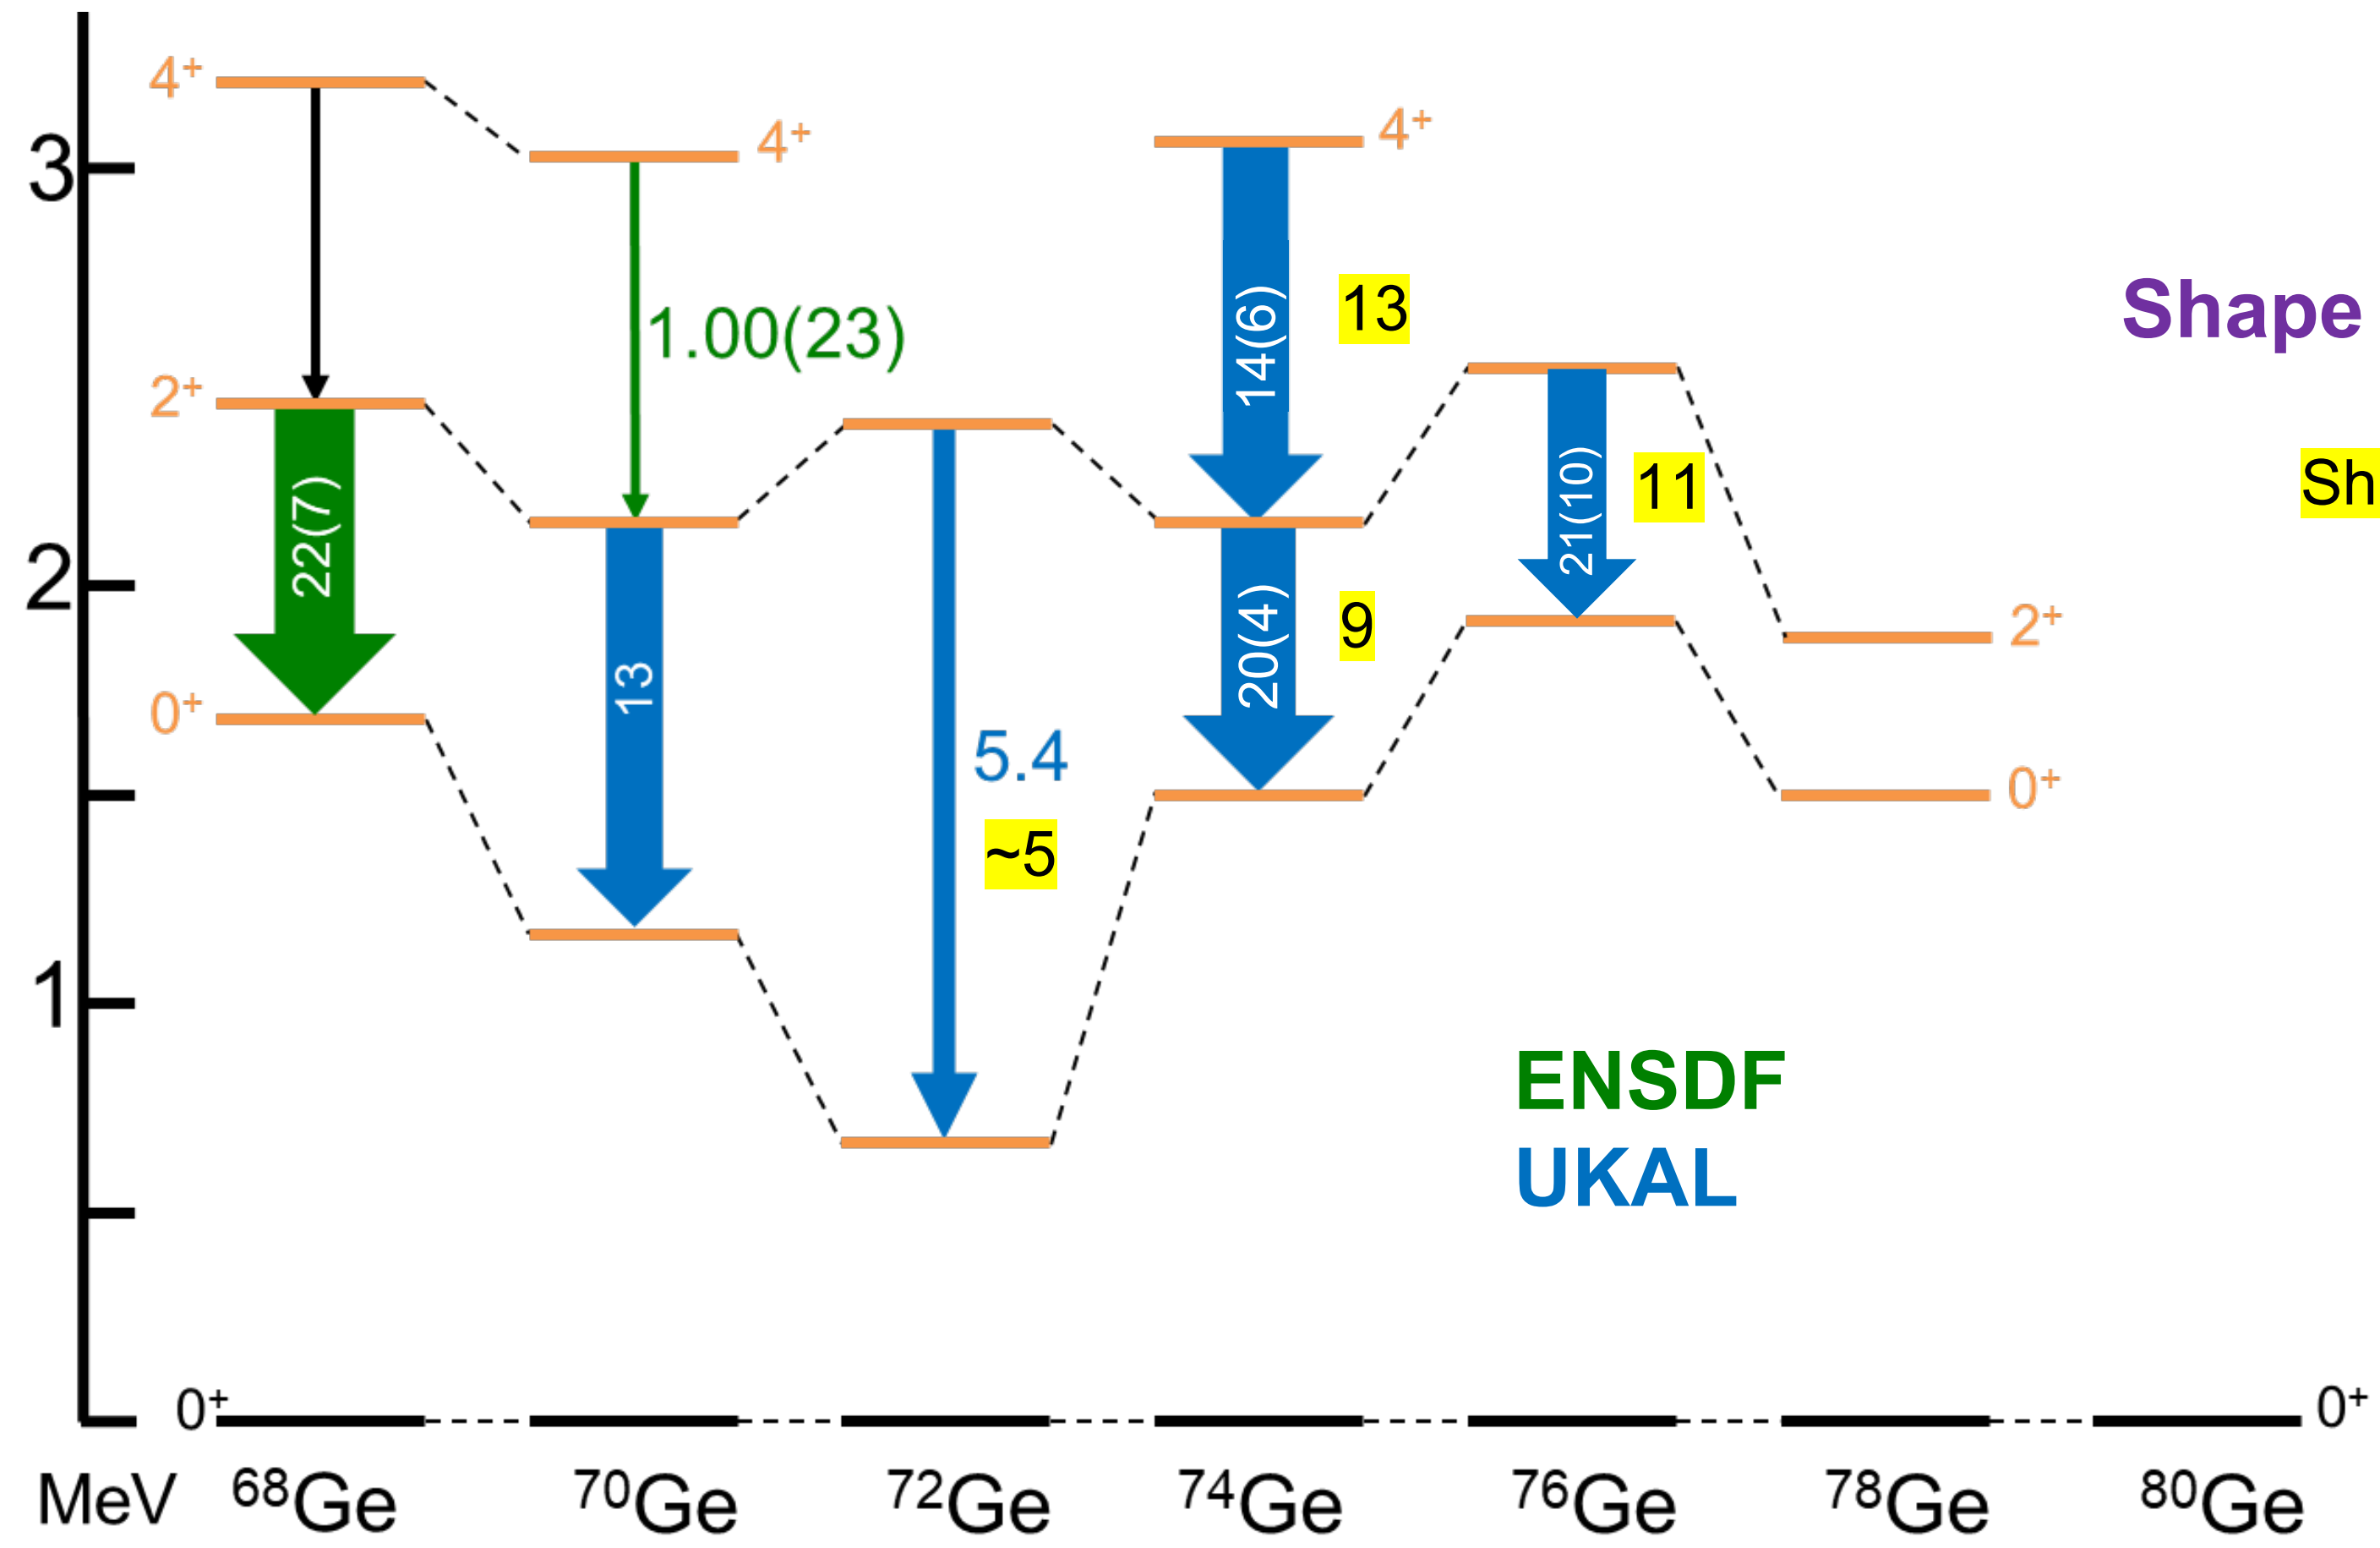 4⁺
4⁺
4⁺
3
1.00(23)
14(6)
13
Shape
2⁺
22(7)
21(10)
11
Sh
2
13
20(4)
9
2⁺
0⁺
5.4
0⁺
~5
1
ENSDF
UKAL
0⁺
0⁺
MeV
⁶⁸Ge
⁷⁰Ge
⁷²Ge
⁷⁴Ge
⁷⁶Ge
⁷⁸Ge
⁸⁰Ge